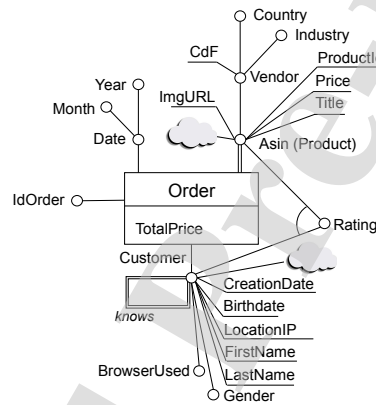 Country
Industry
CdF
Vendor
ProductId
Price
Title
Year
ImgURL
Month
Date
Asin (Product)
Order
IdOrder
TotalPrice
Rating
Customer
CreationDate
Birthdate
knows
LocationIP
FirstName
BrowserUsed
LastName
Gender